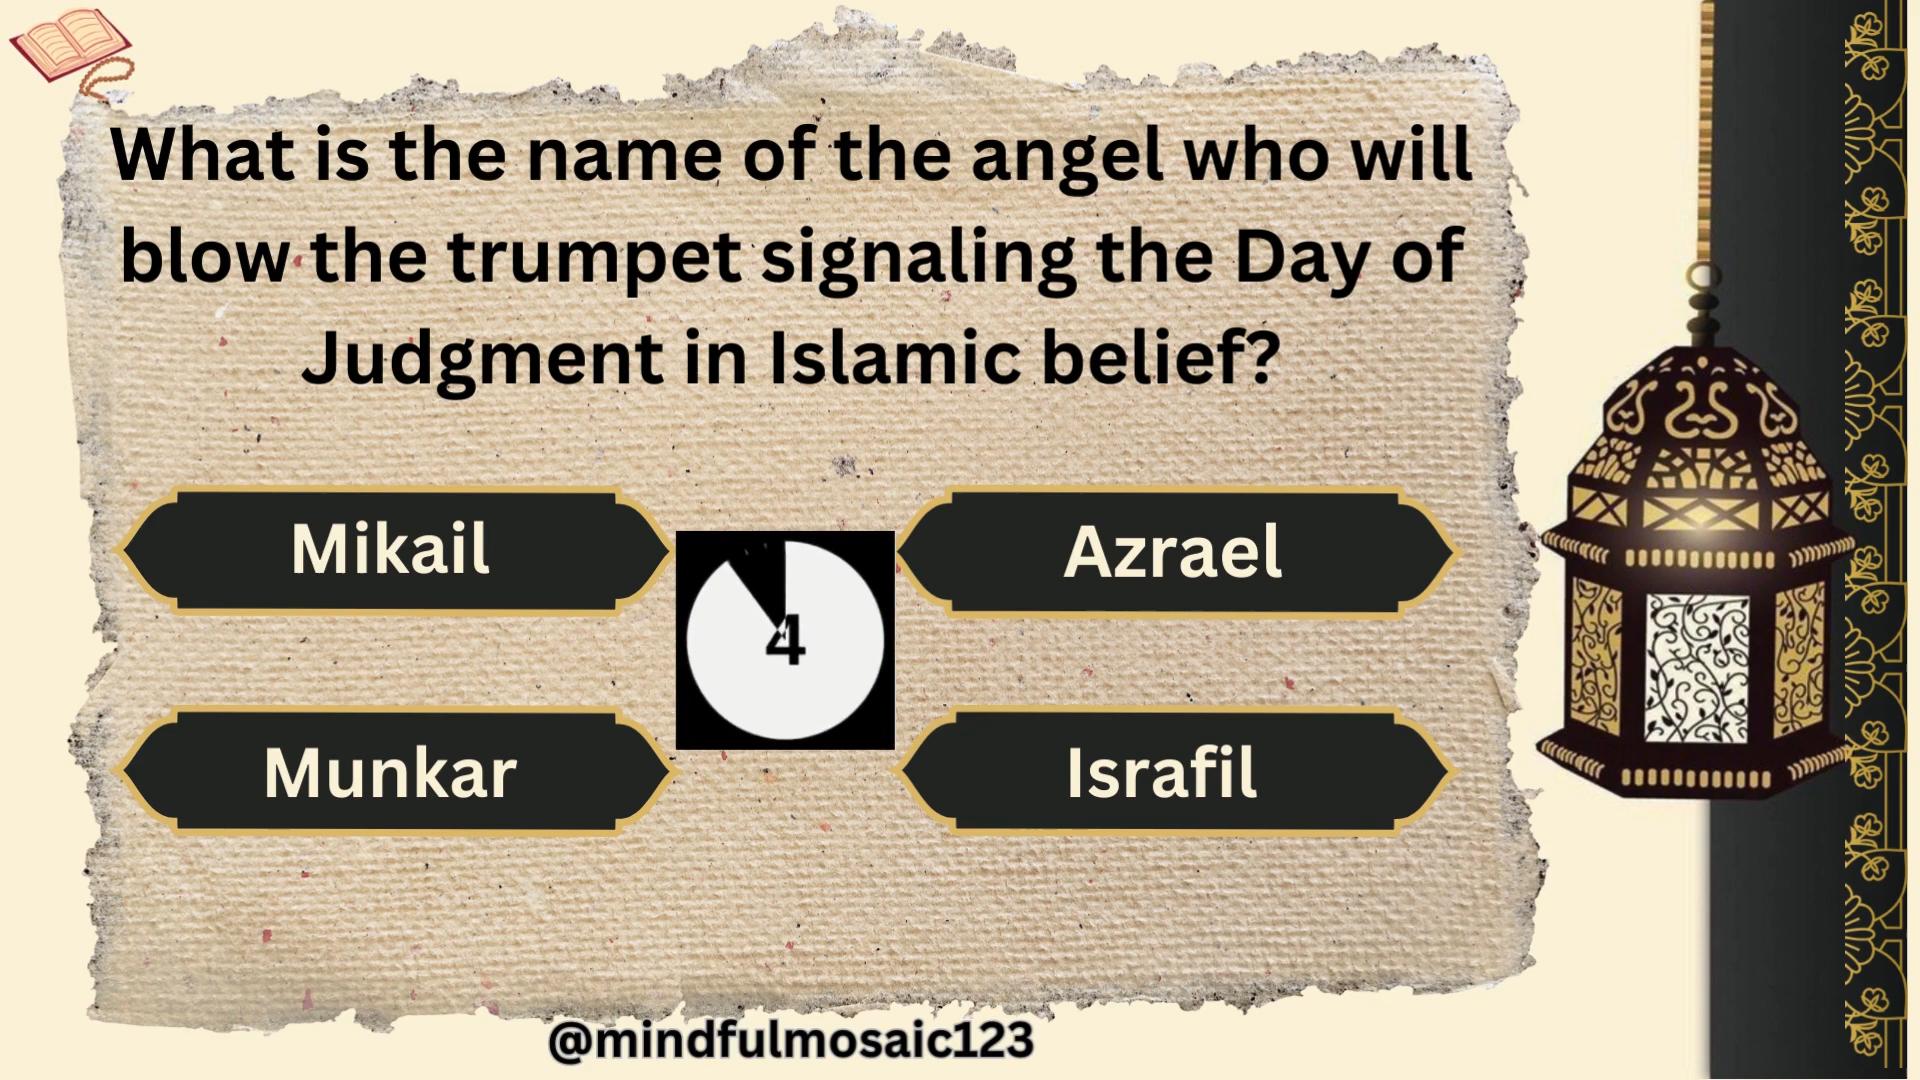 What is the name of the angel who will
blow the trumpet signaling the Day of
Judgment in Islamic belief?
Mikail
Azrael
4
Munkar
Israfil
@mindfulmosaic123